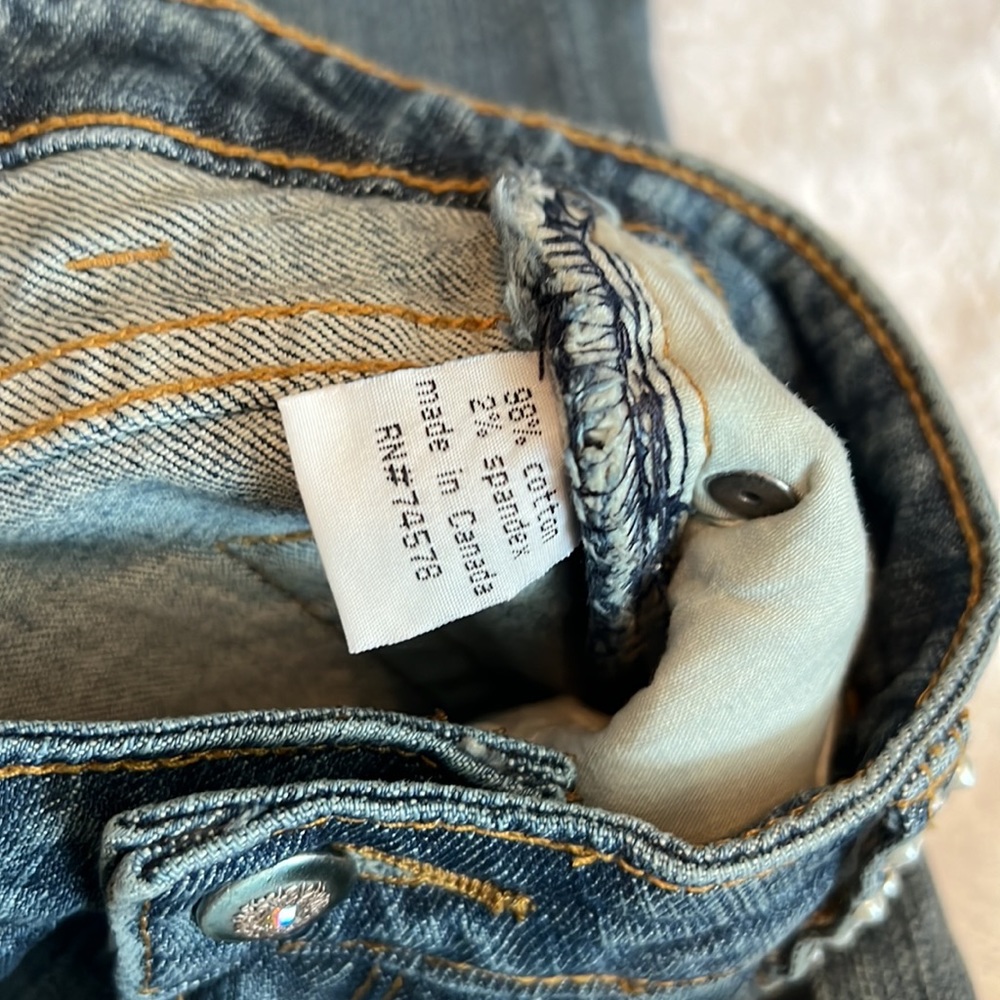 98% cotton
2% spandex
made in Canada
RN#74578